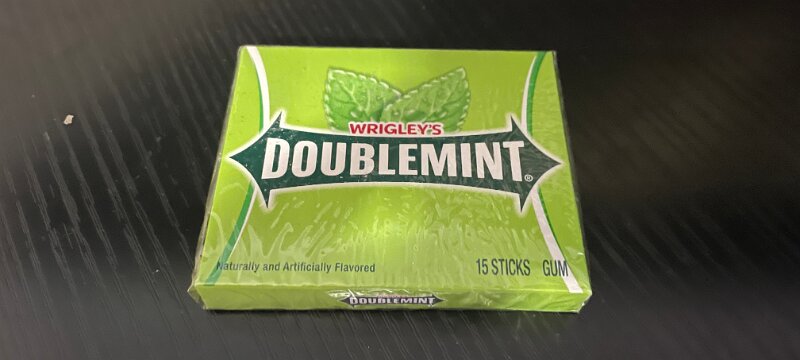 WRIGLEY'S
DOUBLEMINT®
Naturally and Artificially Flavored
15 STICKS GUM
DOUBLEMINT